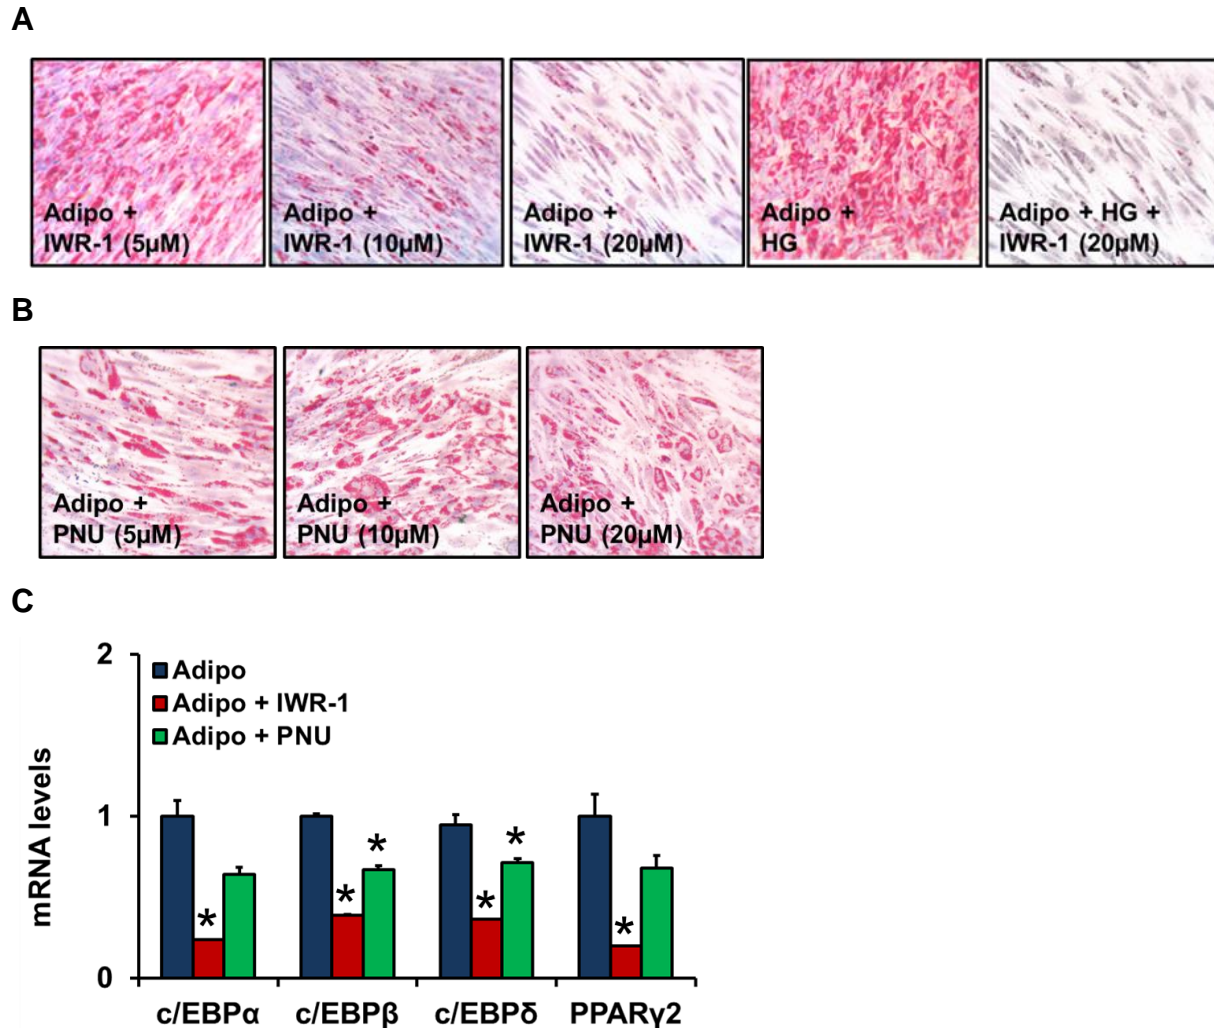 A
Adipo +
IWR-1 (5µM)
Adipo +
IWR-1 (10µM)
Adipo +
IWR-1 (20µM)
Adipo +
HG
Adipo + HG +
IWR-1 (20µM)
B
Adipo +
PNU (5µM)
Adipo +
PNU (10µM)
Adipo +
PNU (20µM)
C
mRNA levels
2
1
0
Adipo
Adipo + IWR-1
Adipo + PNU
* * * * * *
c/EBPα c/EBPβ c/EBPδ PPARγ2